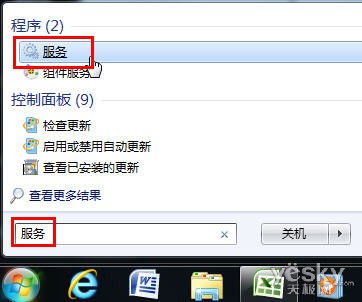 程序 (2)
服务
组件服务
控制面板 (9)
检查更新
启用或禁用自动更新
查看已安装的更新
查看更多结果
服务 × 关机
yesky
天极网